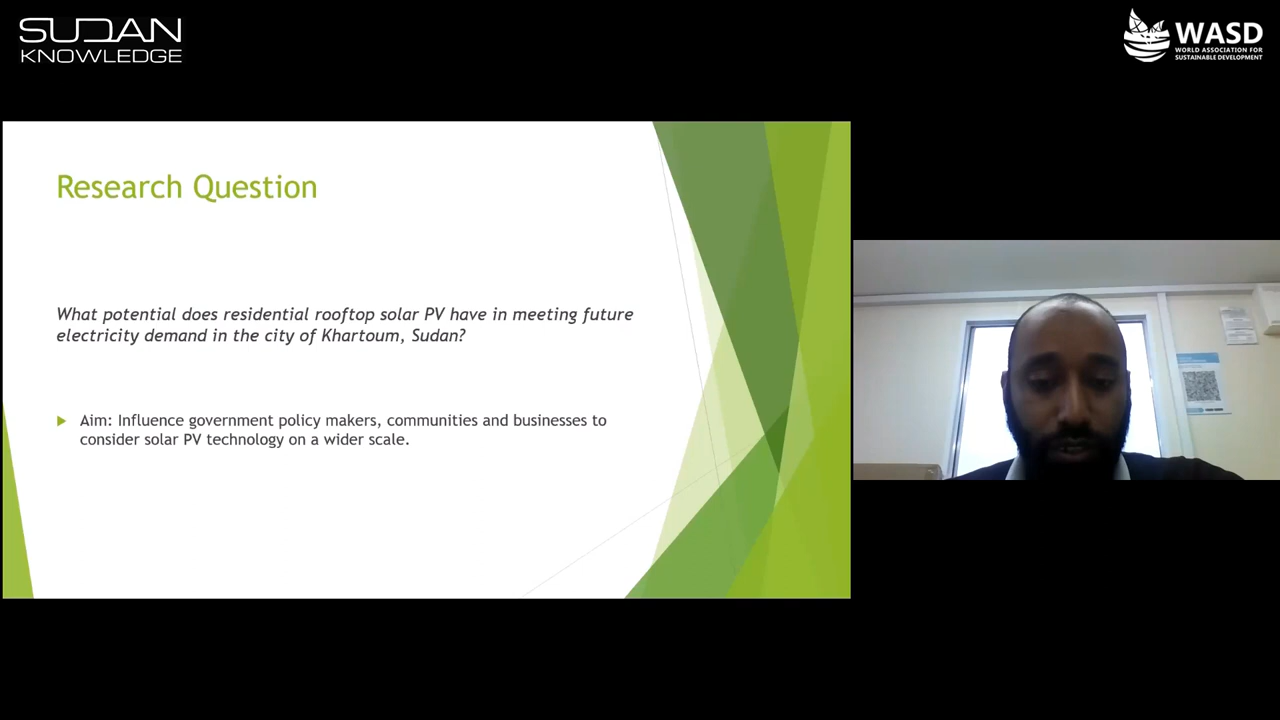 SUDAN
KNOWLEDGE
WASD
WORLD ASSOCIATION FOR
SUSTAINABLE DEVELOPMENT
Research Question
What potential does residential rooftop solar PV have in meeting future
electricity demand in the city of Khartoum, Sudan?
Aim: Influence government policy makers, communities and businesses to
consider solar PV technology on a wider scale.